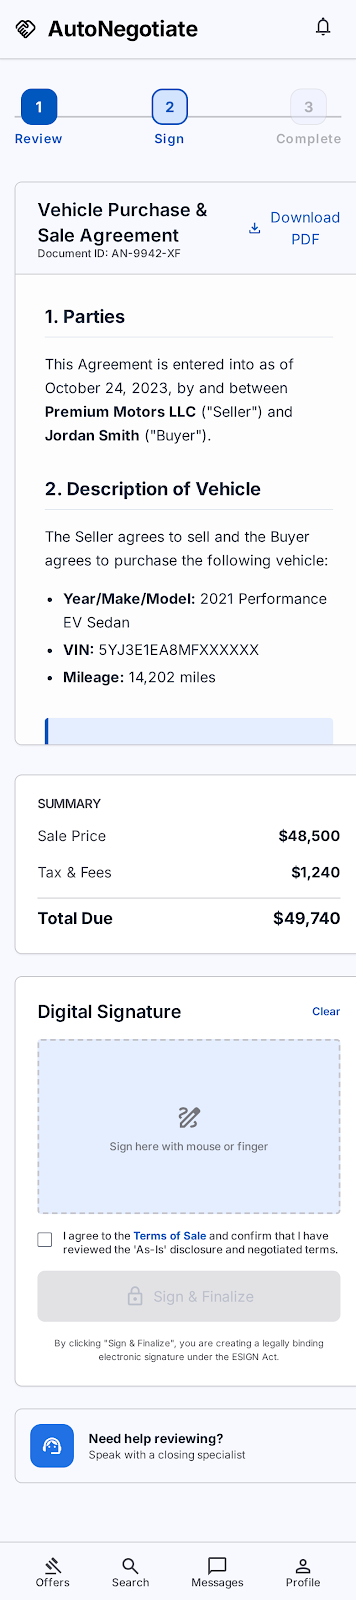 AutoNegotiate
1 2 3
Review Sign Complete
Vehicle Purchase &
Sale Agreement
Document ID: AN-9942-XF
Download
PDF
1. Parties
This Agreement is entered into as of
October 24, 2023, by and between
Premium Motors LLC ("Seller") and
Jordan Smith ("Buyer").
2. Description of Vehicle
The Seller agrees to sell and the Buyer
agrees to purchase the following vehicle:
• Year/Make/Model: 2021 Performance
EV Sedan
• VIN: 5YJ3E1EA8MFXXXXXX
• Mileage: 14,202 miles
SUMMARY
Sale Price $48,500
Tax & Fees $1,240
Total Due $49,740
Digital Signature Clear
Sign here with mouse or finger
I agree to the Terms of Sale and confirm that I have
reviewed the 'As-Is' disclosure and negotiated terms.
Sign & Finalize
By clicking "Sign & Finalize", you are creating a legally binding
electronic signature under the ESIGN Act.
Need help reviewing?
Speak with a closing specialist
Offers Search Messages Profile